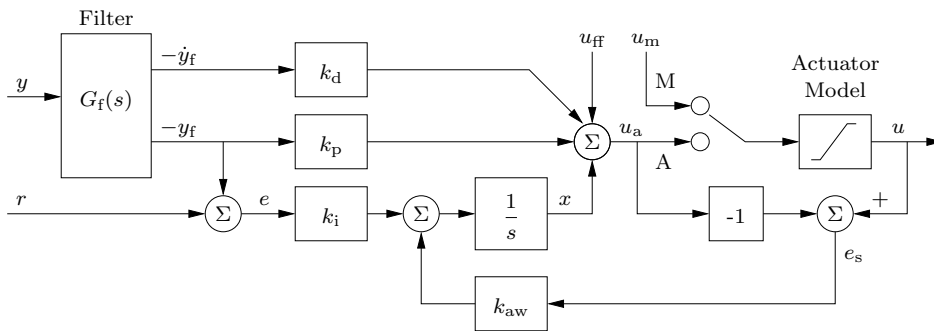 Filter
y
G_f(s)
−ẏ_f
−y_f
r
Σ
e
k_d
k_p
k_i
Σ
1/s
x
k_aw
u_ff
Σ
u_a
u_m
M
A
Actuator
Model
u
-1
Σ
+
e_s